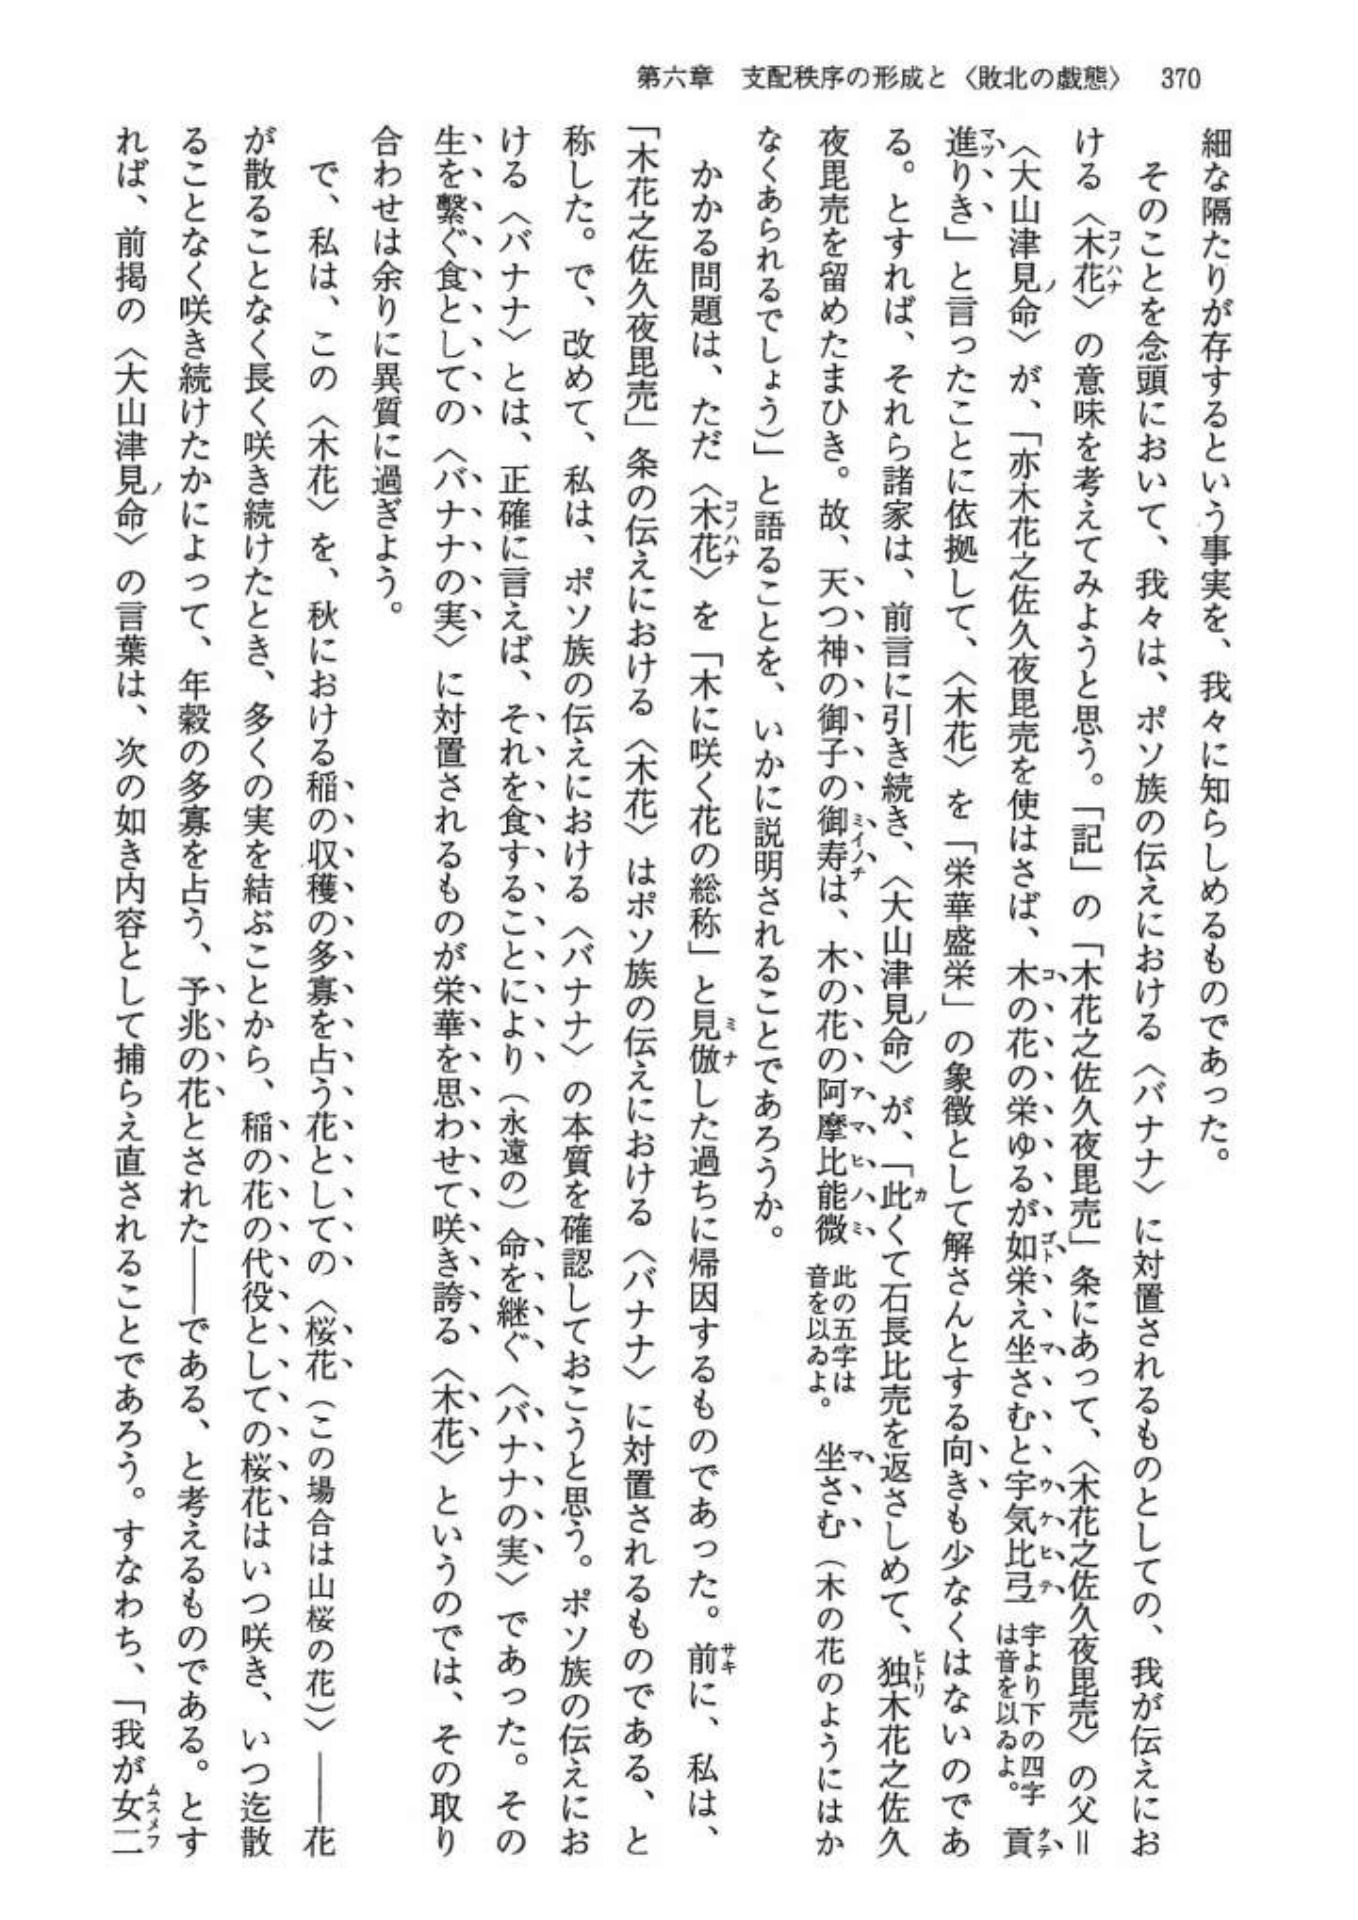 第六章　支配秩序の形成と〈敗北の戯態〉　370
細な隔たりが存するという事実を、我々に知らしめるものであった。
　そのことを念頭において、我々は、ポソ族の伝えにおける〈バナナ〉に対置されるものとしての、我が伝えにお
ける〈木花〉の意味を考えてみようと思う。「記」の「木花之佐久夜毘売」条にあって、〈木花之佐久夜毘売〉の父＝
〈大山津見ノ命〉が、「亦木花之佐久夜毘売を使はさば、木の花の栄ゆるが如栄え坐さむと宇気比弖宇より下の四字は音を以ゐよ。貢
進りき」と言ったことに依拠して、〈木花〉を「栄華盛栄」の象徴として解さんとする向きも少なくはないのであ
る。とすれば、それら諸家は、前言に引き続き、〈大山津見ノ命〉が、「此くて石長比売を返さしめて、独木花之佐久
夜毘売を留めたまひき。故、天つ神の御子の御寿は、木の花の阿摩比能微此の五字は音を以ゐよ。坐さむ（木の花のようにはか
なくあられるでしょう）」と語ることを、いかに説明されることであろうか。
　かかる問題は、ただ〈木花〉を「木に咲く花の総称」と見倣した過ちに帰因するものであった。前に、私は、
「木花之佐久夜毘売」条の伝えにおける〈木花〉はポソ族の伝えにおける〈バナナ〉に対置されるものである、と
称した。で、改めて、私は、ポソ族の伝えにおける〈バナナ〉の本質を確認しておこうと思う。ポソ族の伝えにお
ける〈バナナ〉とは、正確に言えば、それを食することにより（永遠の）命を継ぐ〈バナナの実〉であった。その
生を繋ぐ食としての〈バナナの実〉に対置されるものが栄華を思わせて咲き誇る〈木花〉というのでは、その取り
合わせは余りに異質に過ぎよう。
　で、私は、この〈木花〉を、秋における稲の収穫の多寡を占う花としての〈桜花（この場合は山桜の花）〉――花
が散ることなく長く咲き続けたとき、多くの実を結ぶことから、稲の花の代役としての桜花はいつ咲き、いつ迄散
ることなく咲き続けたかによって、年穀の多寡を占う、予兆の花とされた――である、と考えるものである。とす
れば、前掲の〈大山津見ノ命〉の言葉は、次の如き内容として捕らえ直されることであろう。すなわち、「我が女二